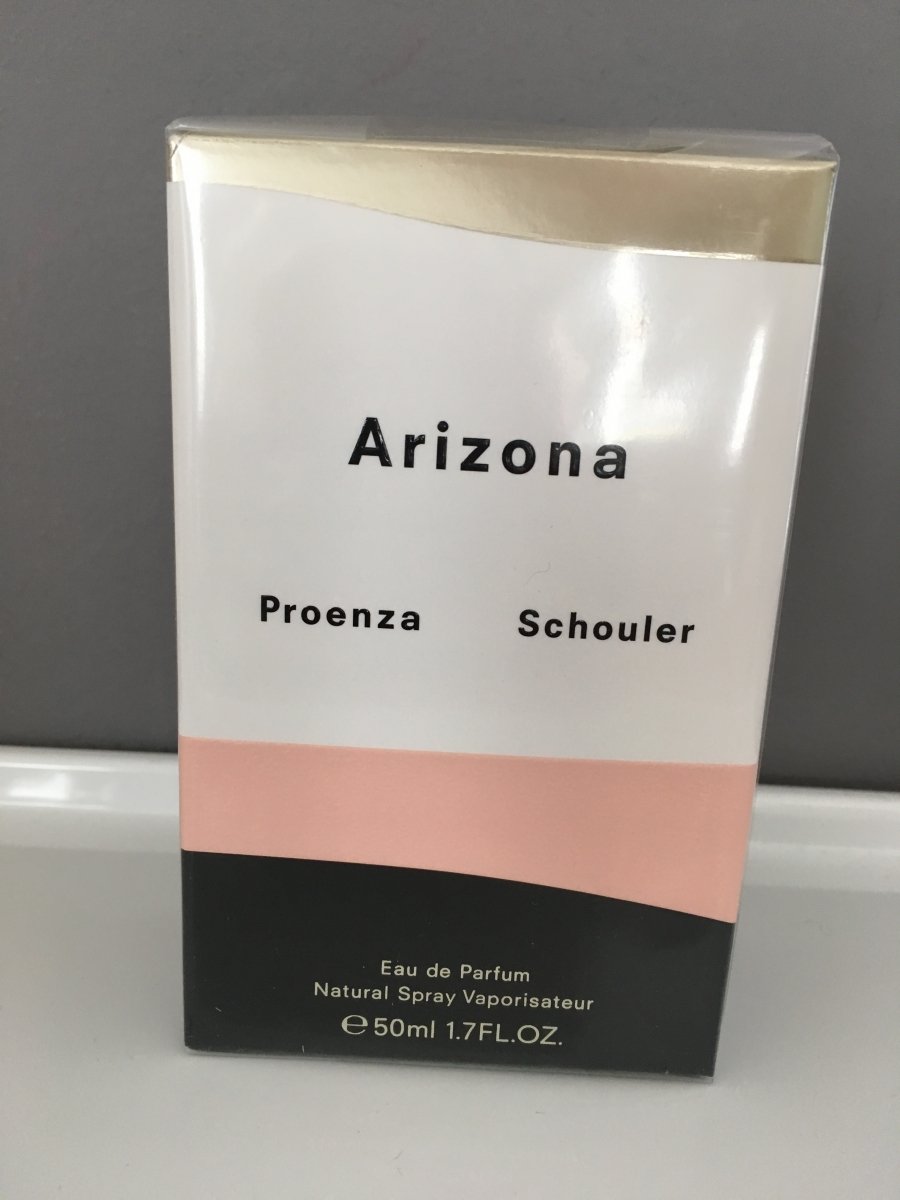 Arizona
Proenza Schouler
Eau de Parfum
Natural Spray Vaporisateur
℮50ml 1.7FL.OZ.